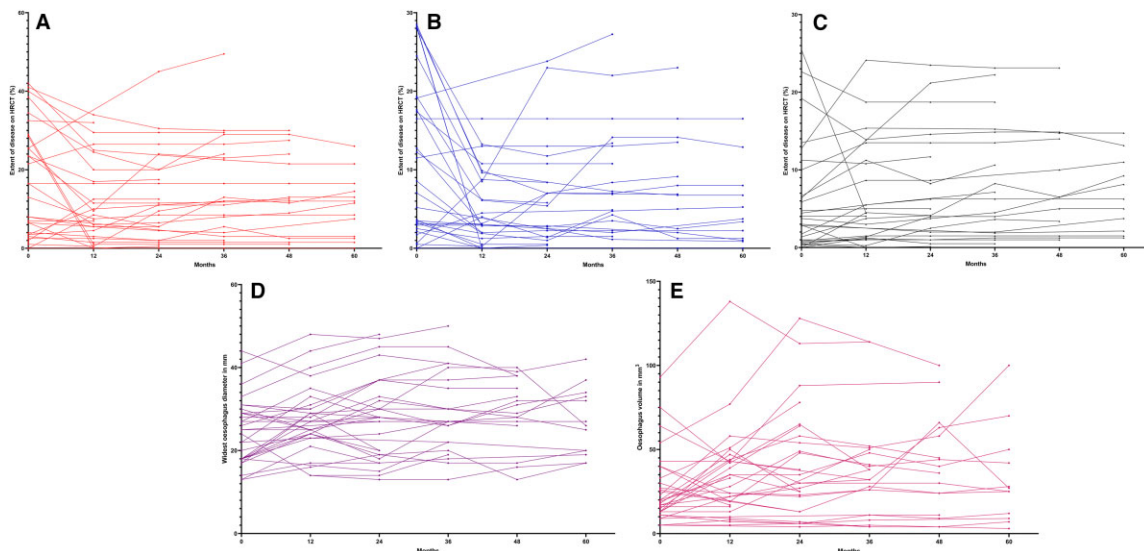 A
B
C
60
40
20
0
Extent of disease on HRCT (%)
0 12 24 36 48 60
Months
30
20
10
0
Extent of disease on HRCT (%)
0 12 24 36 48 60
Months
30
20
10
0
Extent of disease on HRCT (%)
0 12 24 36 48 60
Months
D
E
60
40
20
0
Widest oesophagus diameter in mm
0 12 24 36 48 60
Months
150
100
50
0
Oesophagus volume in mm³
0 12 24 36 48 60
Months